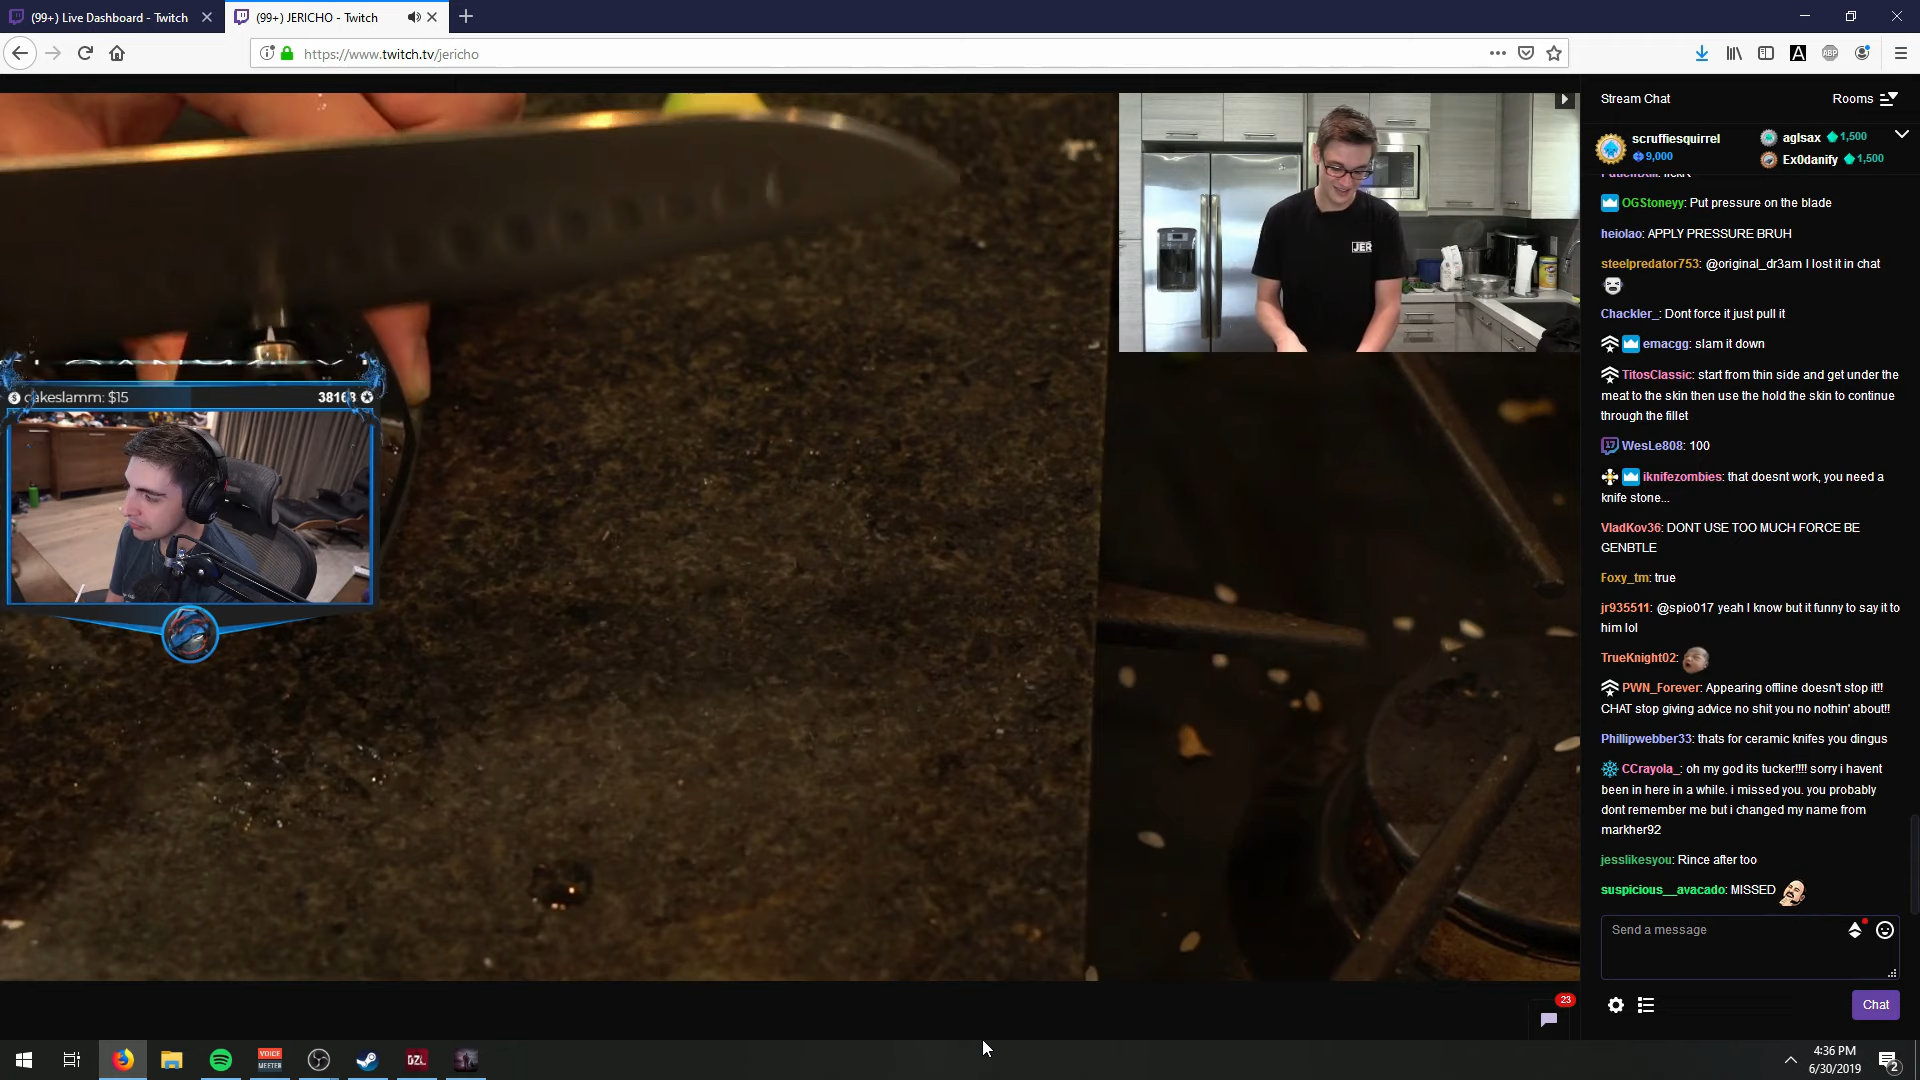 (99+) Live Dashboard - Twitch
(99+) JERICHO - Twitch
https://www.twitch.tv/jericho
ABP
JER
cakeslamm: $15
38163
Stream Chat
Rooms
scruffiesquirrel
9,000
aglsax
1,500
Ex0danify
1,500
OGStoneyy: Put pressure on the blade
heiolao: APPLY PRESSURE BRUH
steelpredator753: @original_dr3am I lost it in chat
Chackler_: Dont force it just pull it
emacgg: slam it down
TitosClassic: start from thin side and get under the
meat to the skin then use the hold the skin to continue
through the fillet
WesLe808: 100
iknifezombies: that doesnt work, you need a
knife stone...
VladKov36: DONT USE TOO MUCH FORCE BE
GENBTLE
Foxy_tm: true
jr935511: @spio017 yeah I know but it funny to say it to
him lol
TrueKnight02:
PWN_Forever: Appearing offline doesn't stop it!!
CHAT stop giving advice no shit you no nothin' about!!
Phillipwebber33: thats for ceramic knifes you dingus
CCrayola_: oh my god its tucker!!!! sorry i havent
been in here in a while. i missed you. you probably
dont remember me but i changed my name from
markher92
jesslikesyou: Rince after too
suspicious__avacado: MISSED
Send a message
Chat
23
VOICE
MEETER
DZL
4:36 PM
6/30/2019
2